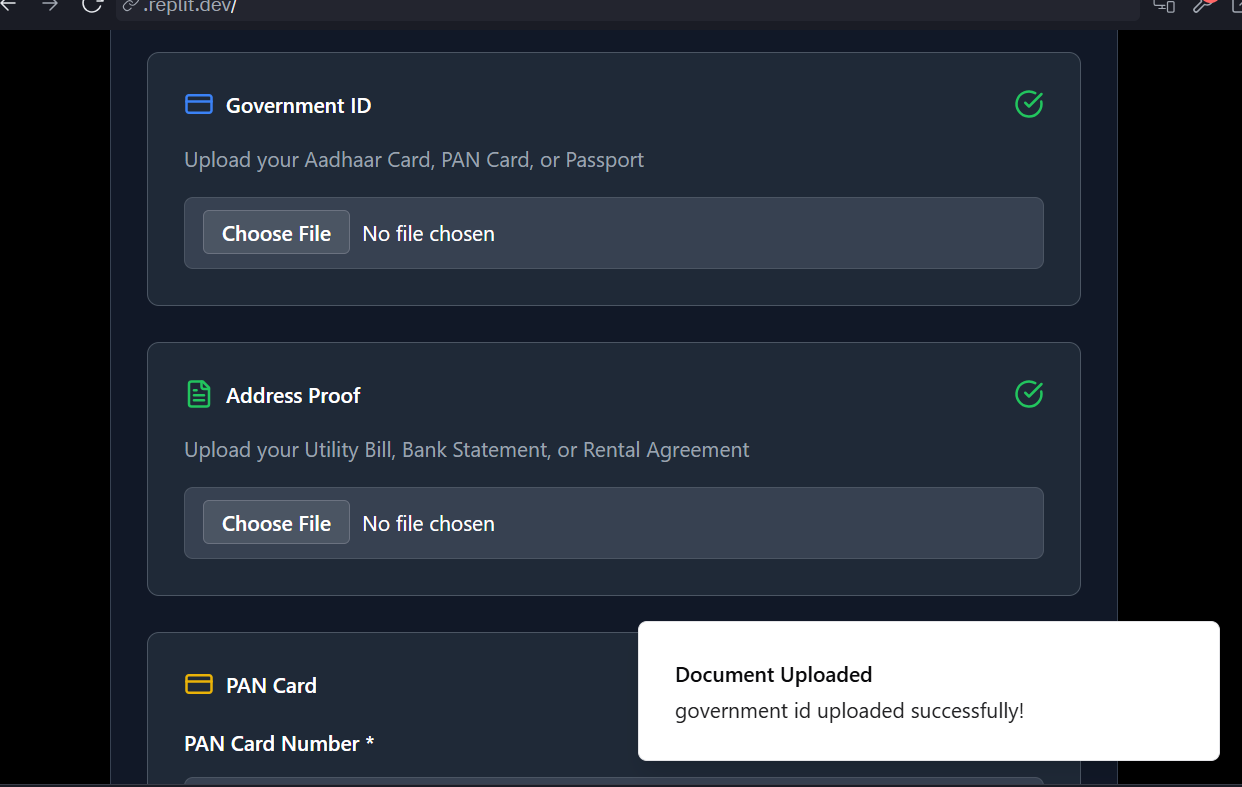 .replit.dev/
Government ID
Upload your Aadhaar Card, PAN Card, or Passport
Choose File No file chosen
Address Proof
Upload your Utility Bill, Bank Statement, or Rental Agreement
Choose File No file chosen
PAN Card
PAN Card Number *
Document Uploaded
government id uploaded successfully!